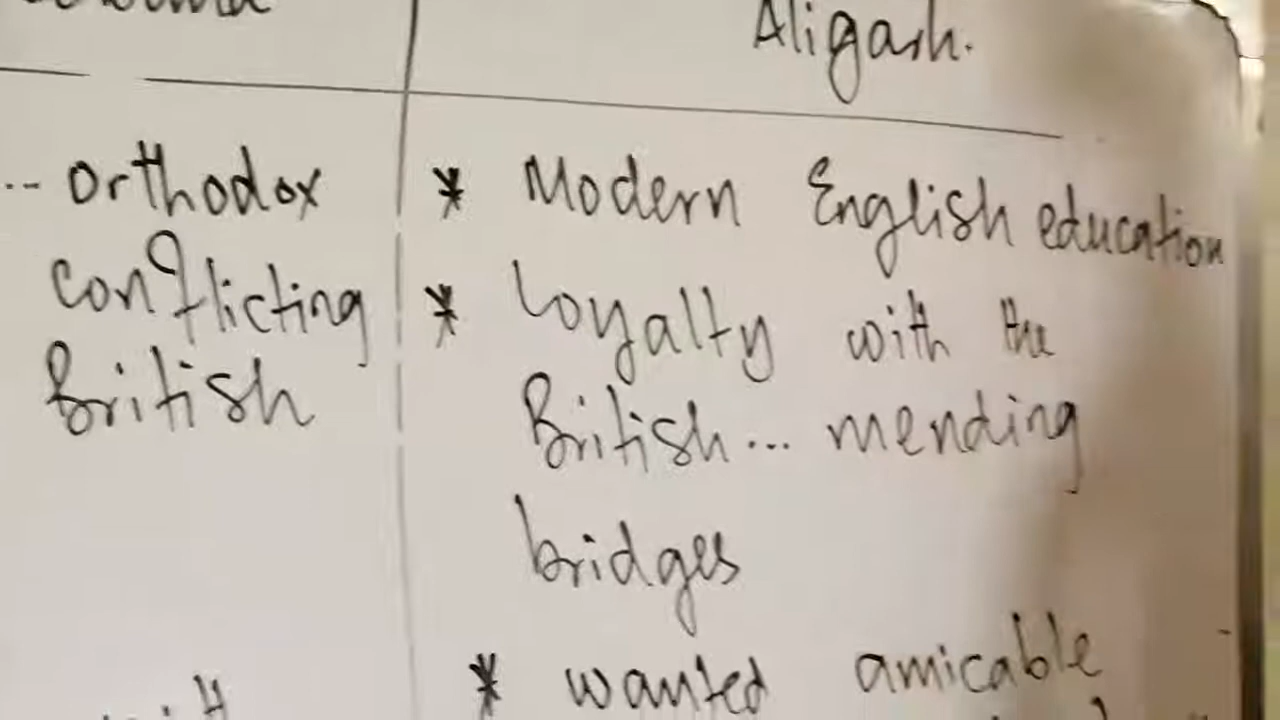 Aligarh.
-- Orthodox
conflicting
British
* Modern English education
* Loyalty with the
British... mending
bridges
* wanted amicable